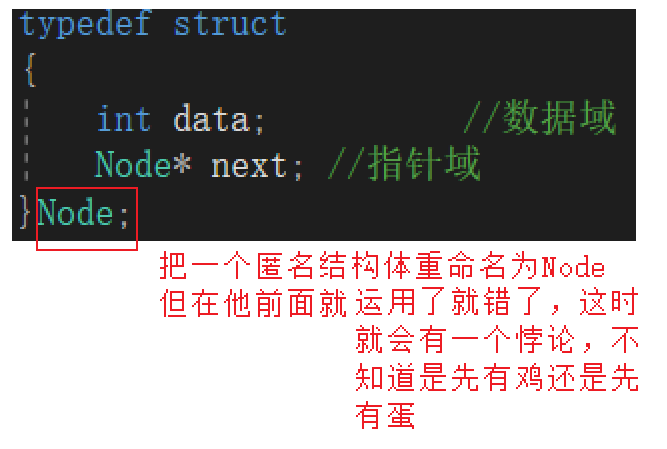 typedef struct
{
int data; //数据域
Node* next; //指针域
}Node;
把一个匿名结构体重命名为Node
但在他前面就运用了就错了，这时
就会有一个悖论，不
知道是先有鸡还是先
有蛋